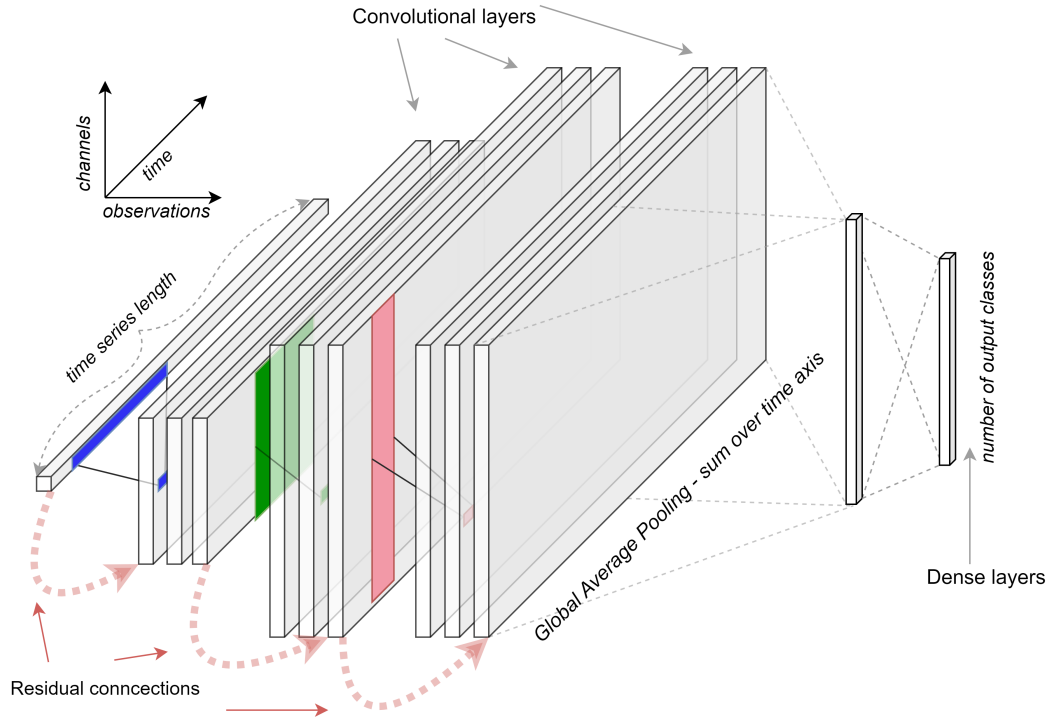 Convolutional layers
channels
time
observations
time series length
number of output classes
Global Average Pooling - sum over time axis
Dense layers
Residual conncections